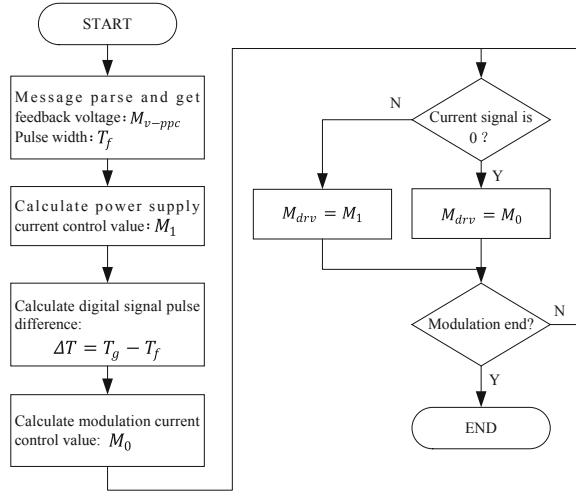 START
Message parse and get
feedback voltage: M_{v-ppc}
Pulse width: T_f
Calculate power supply
current control value: M_1
Calculate digital signal pulse
difference:
ΔT = T_g − T_f
Calculate modulation current
control value: M_0
N
Current signal is
0 ?
Y
M_{drv} = M_1
M_{drv} = M_0
Modulation end?
N
Y
END